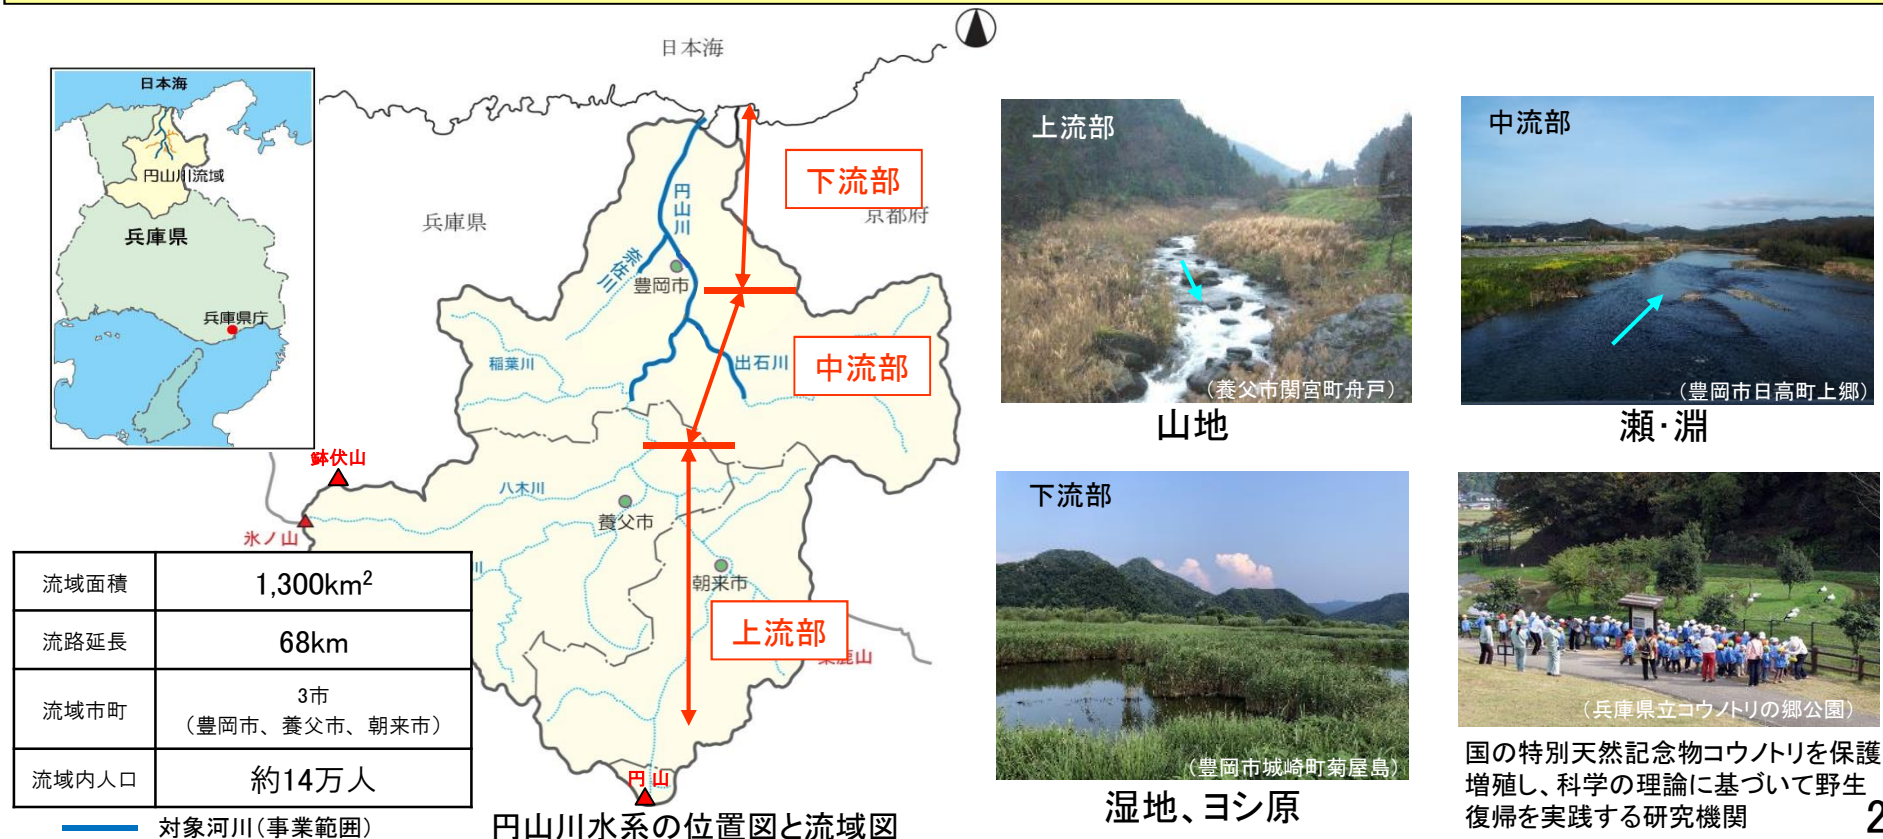 日本海
日本海
円山川流域
兵庫県
兵庫県庁
兵庫県
京都府
円山川
奈佐川
豊岡市
稲葉川
出石川
下流部
中流部
上流部
鉢伏山
氷ノ山
八木川
養父市
朝来市
川
鹿山
円山
流域面積 1,300km²
流路延長 68km
流域市町 3市
(豊岡市、養父市、朝来市)
流域内人口 約14万人
対象河川(事業範囲)
円山川水系の位置図と流域図
上流部
(養父市関宮町舟戸)
山地
中流部
(豊岡市日高町上郷)
瀬・淵
下流部
(豊岡市城崎町菊屋島)
湿地、ヨシ原
(兵庫県立コウノトリの郷公園)
国の特別天然記念物コウノトリを保護
増殖し、科学の理論に基づいて野生
復帰を実践する研究機関
2